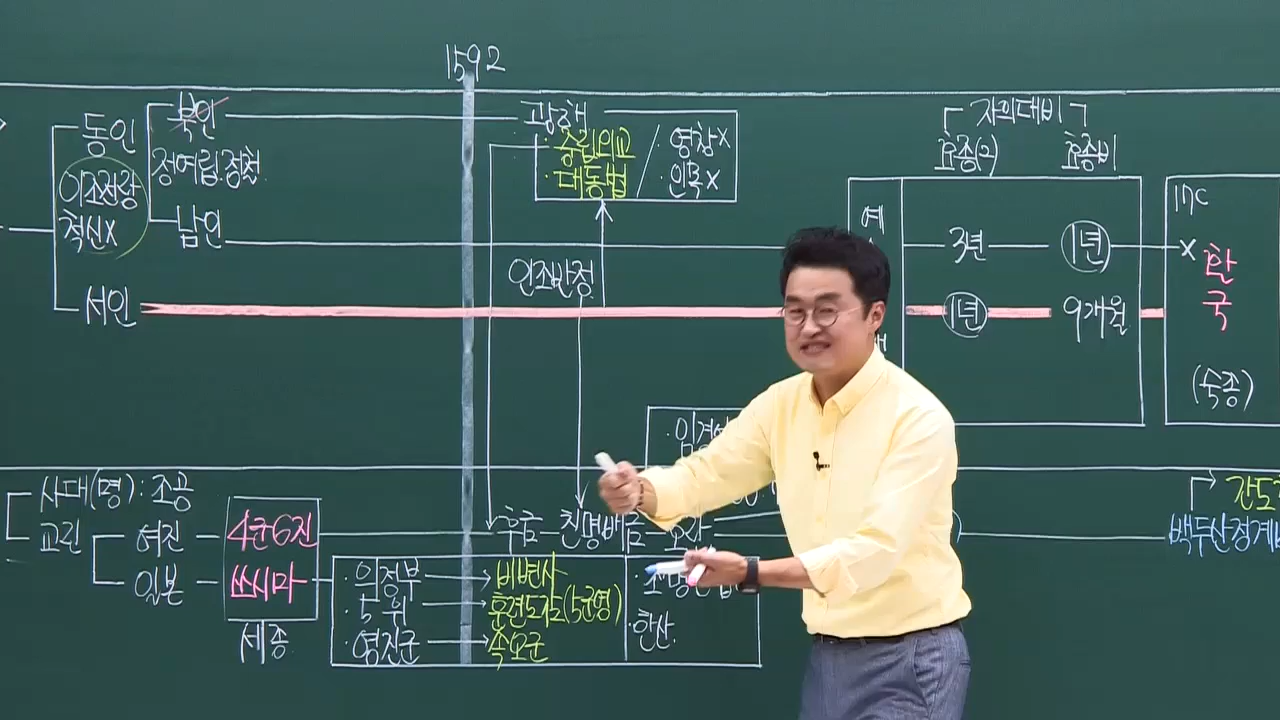 1592
동인
북인
이조전랑
척신x
정여립.정철
남인
서인
광해
·중립외교
·대동법
·영창x
·인목x
인조반정
자의대비
효종(2)
효종비
예
3년
1년
1년
9개월
17C
x
환
국
(숙종)
사대(명) : 조공
교린
여진
일본
4군6진
쓰시마
세종
후금
친명배금
호란
·의정부
·5위
·영진군
비변사
훈련도감(5군영)
속오군
·한산.
백두산정계